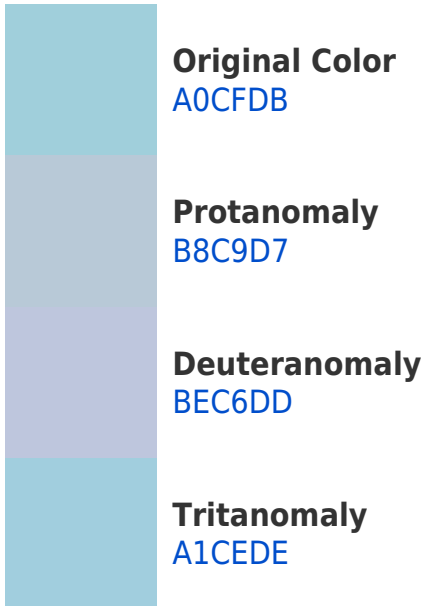 Original Color
A0CFDB
Protanomaly
B8C9D7
Deuteranomaly
BEC6DD
Tritanomaly
A1CEDE